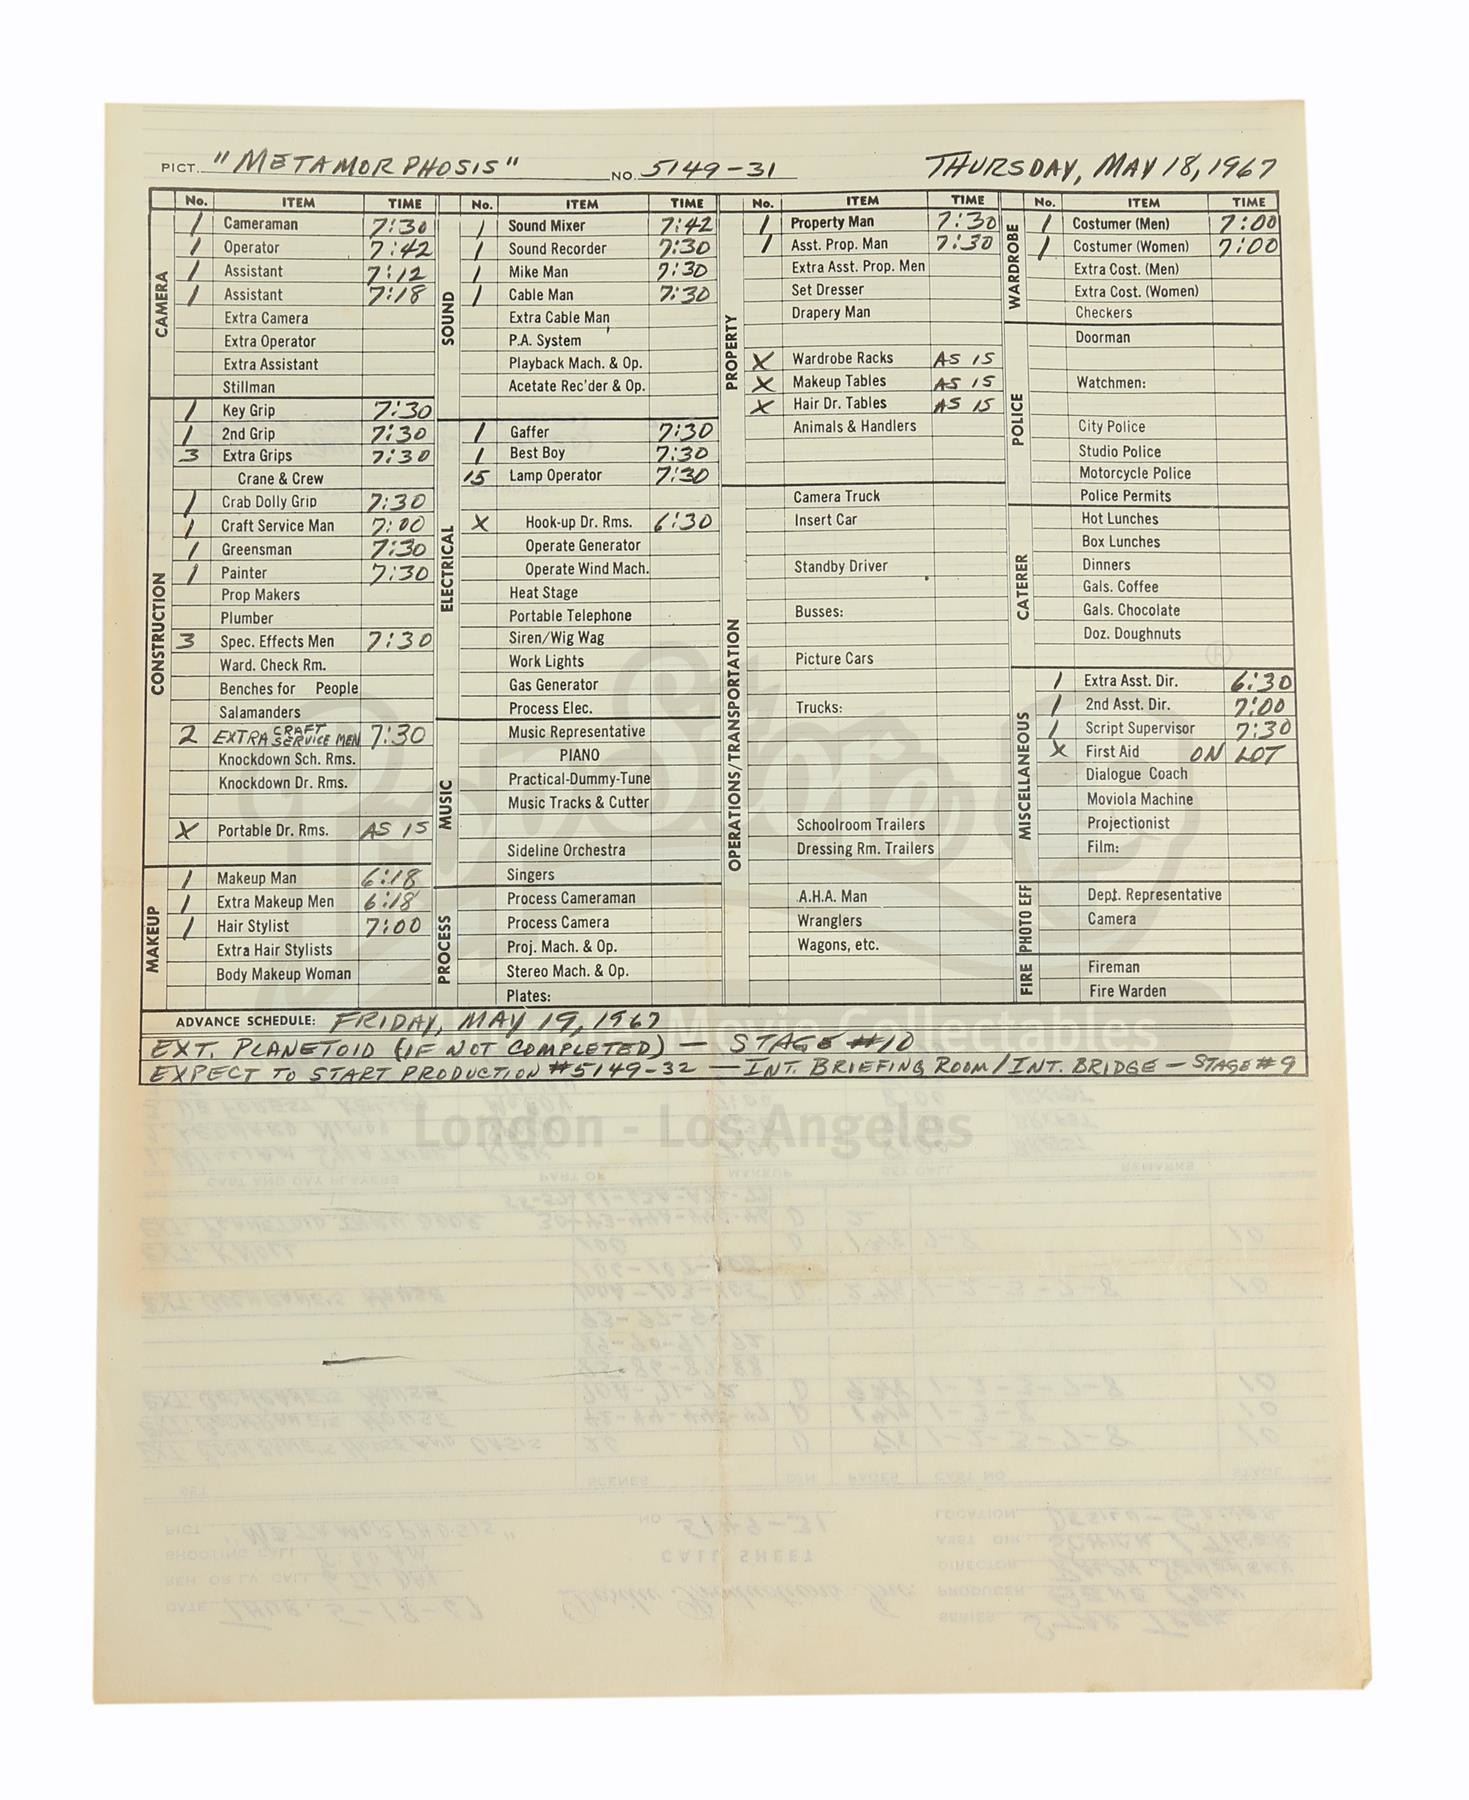 PICT. "METAMORPHOSIS" NO. 5149-31 THURSDAY, MAY 18, 1967
No. ITEM TIME
CAMERA
1 Cameraman 7:30
1 Operator 7:42
1 Assistant 7:12
1 Assistant 7:18
Extra Camera
Extra Operator
Extra Assistant
Stillman
CONSTRUCTION
1 Key Grip 7:30
1 2nd Grip 7:30
3 Extra Grips 7:30
Crane & Crew
1 Crab Dolly Grip 7:30
1 Craft Service Man 7:00
1 Greensman 7:30
1 Painter 7:30
Prop Makers
Plumber
3 Spec. Effects Men 7:30
Ward. Check Rm.
Benches for People
Salamanders
2 EXTRA CRAFT SERVICE MEN 7:30
Knockdown Sch. Rms.
Knockdown Dr. Rms.
X Portable Dr. Rms. AS IS
MAKEUP
1 Makeup Man 6:18
1 Extra Makeup Men 6:18
1 Hair Stylist 7:00
Extra Hair Stylists
Body Makeup Woman
No. ITEM TIME
SOUND
1 Sound Mixer 7:42
1 Sound Recorder 7:30
1 Mike Man 7:30
1 Cable Man 7:30
Extra Cable Man
P.A. System
Playback Mach. & Op.
Acetate Rec'der & Op.
ELECTRICAL
1 Gaffer 7:30
1 Best Boy 7:30
15 Lamp Operator 7:30
X Hook-up Dr. Rms. 6:30
Operate Generator
Operate Wind Mach.
Heat Stage
Portable Telephone
Siren/Wig Wag
Work Lights
Gas Generator
Process Elec.
MUSIC
Music Representative
PIANO
Practical-Dummy-Tune
Music Tracks & Cutter
Sideline Orchestra
Singers
PROCESS
Process Cameraman
Process Camera
Proj. Mach. & Op.
Stereo Mach. & Op.
Plates:
No. ITEM TIME
PROPERTY
1 Property Man 7:30
1 Asst. Prop. Man 7:30
Extra Asst. Prop. Men
Set Dresser
Drapery Man
X Wardrobe Racks AS IS
X Makeup Tables AS IS
X Hair Dr. Tables AS IS
Animals & Handlers
OPERATIONS/TRANSPORTATION
Camera Truck
Insert Car
Standby Driver
Busses:
Picture Cars
Trucks:
Schoolroom Trailers
Dressing Rm. Trailers
A.H.A. Man
Wranglers
Wagons, etc.
No. ITEM TIME
WARDROBE
1 Costumer (Men) 7:00
1 Costumer (Women) 7:00
Extra Cost. (Men)
Extra Cost. (Women)
Checkers
POLICE
Doorman
Watchmen:
City Police
Studio Police
Motorcycle Police
Police Permits
CATERER
Hot Lunches
Box Lunches
Dinners
Gals. Coffee
Gals. Chocolate
Doz. Doughnuts
MISCELLANEOUS
1 Extra Asst. Dir. 6:30
1 2nd Asst. Dir. 7:00
1 Script Supervisor 7:30
X First Aid ON LOT
Dialogue Coach
Moviola Machine
Projectionist
Film:
PHOTO EFF
Dept. Representative
Camera
FIRE
Fireman
Fire Warden
ADVANCE SCHEDULE: FRIDAY, MAY 19, 1967
EXT. PLANETOID (IF NOT COMPLETED) — STAGE #10
EXPECT TO START PRODUCTION #5149-32 — INT. BRIEFING ROOM/INT. BRIDGE — STAGE #9
Prop Store
Movie Collectables
London - Los Angeles